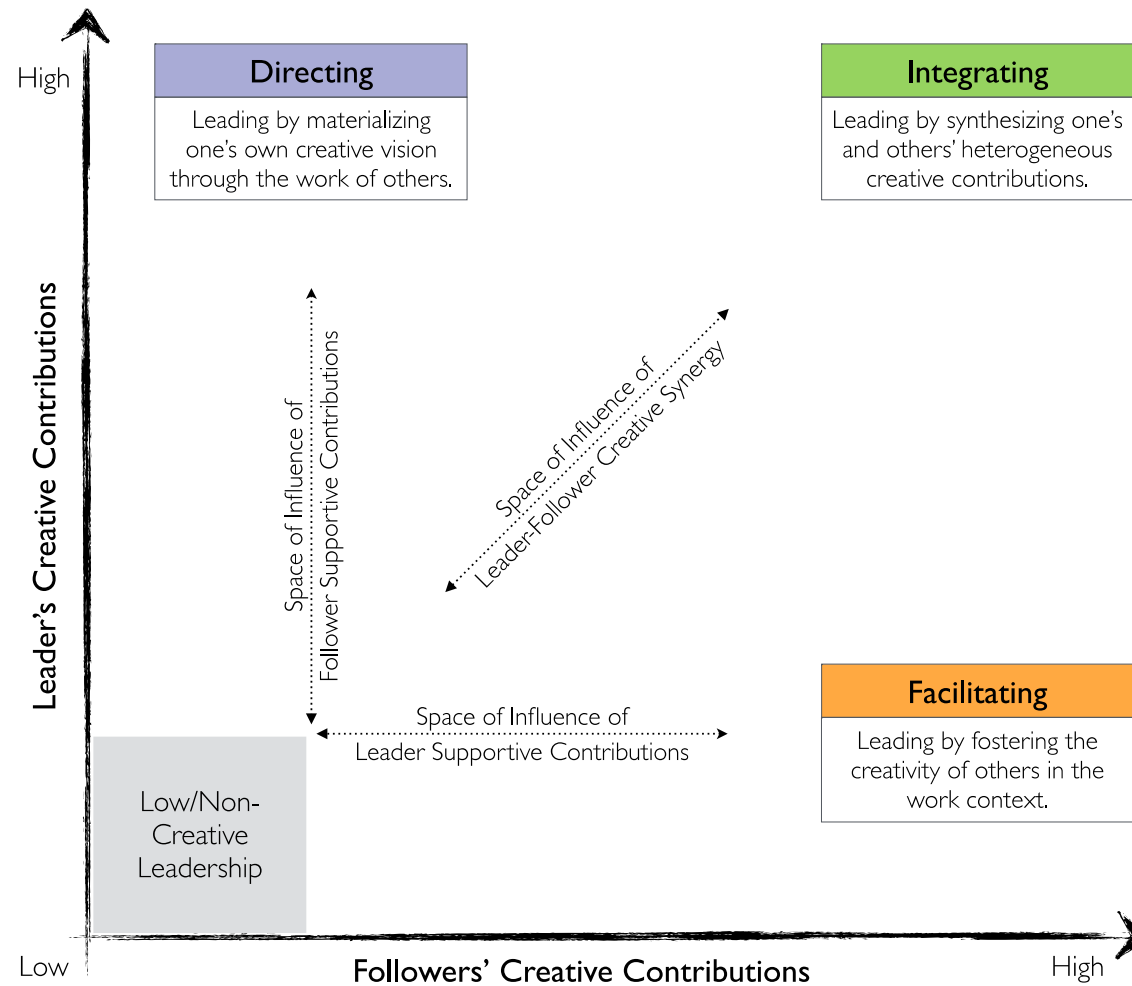 High
Directing
Leading by materializing
one's own creative vision
through the work of others.
Integrating
Leading by synthesizing one's
and others' heterogeneous
creative contributions.
Leader's Creative Contributions
Space of Influence of
Follower Supportive Contributions
Space of Influence of
Leader-Follower Creative Synergy
Space of Influence of
Leader Supportive Contributions
Facilitating
Leading by fostering the
creativity of others in the
work context.
Low/Non-
Creative
Leadership
Low
Followers' Creative Contributions
High